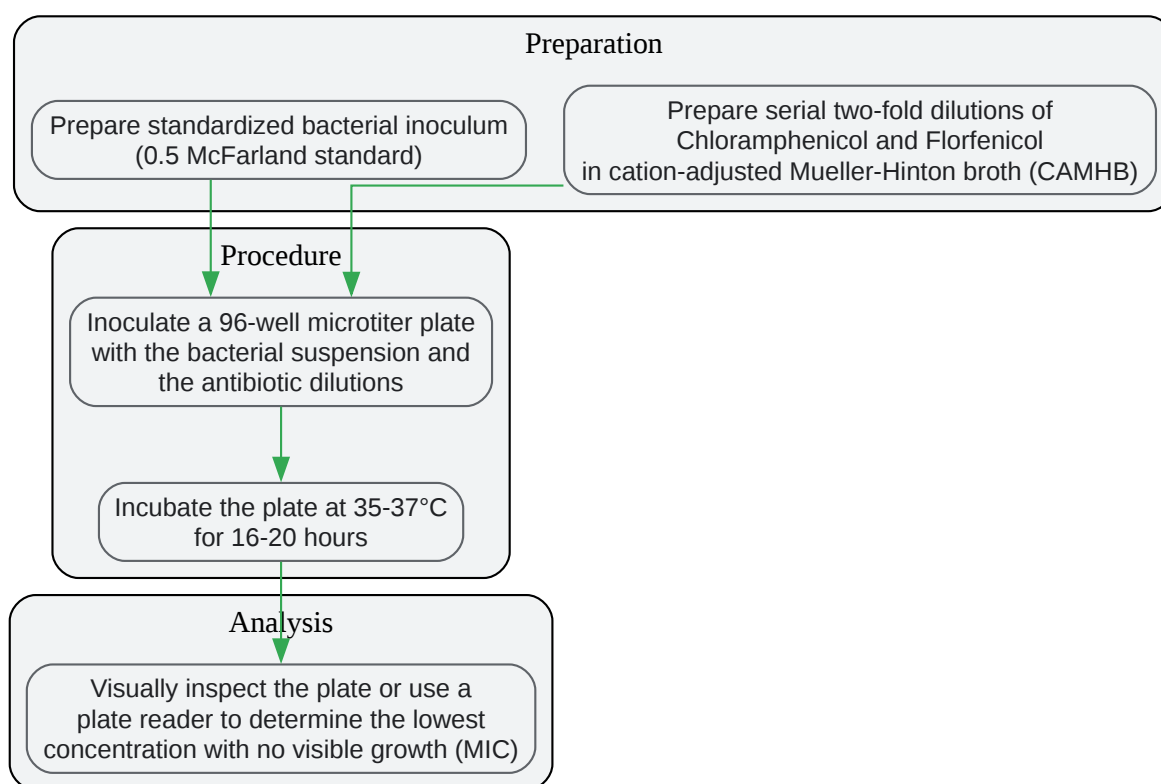 Preparation
Prepare standardized bacterial inoculum
(0.5 McFarland standard)
Prepare serial two-fold dilutions of
Chloramphenicol and Florfenicol
in cation-adjusted Mueller-Hinton broth (CAMHB)
Procedure
Inoculate a 96-well microtiter plate
with the bacterial suspension and
the antibiotic dilutions
Incubate the plate at 35-37°C
for 16-20 hours
Analysis
Visually inspect the plate or use a
plate reader to determine the lowest
concentration with no visible growth (MIC)